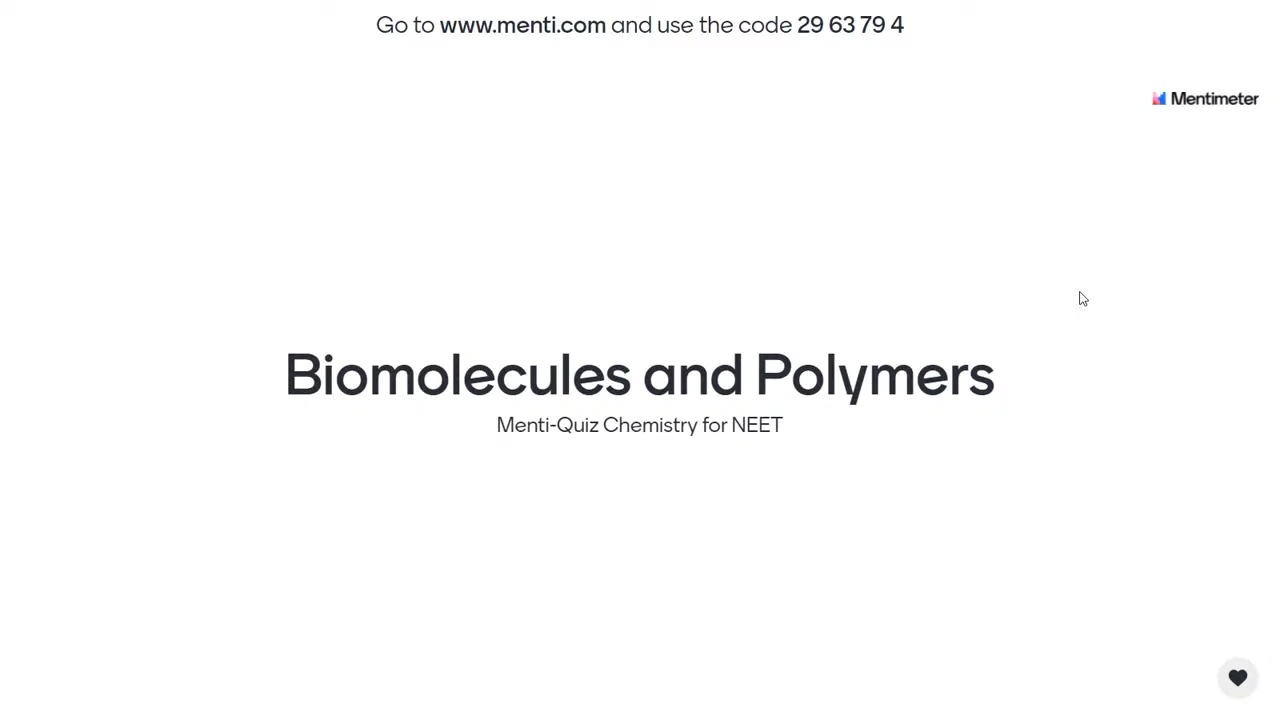 Go to www.menti.com and use the code 29 63 79 4
Mentimeter
Biomolecules and Polymers
Menti-Quiz Chemistry for NEET